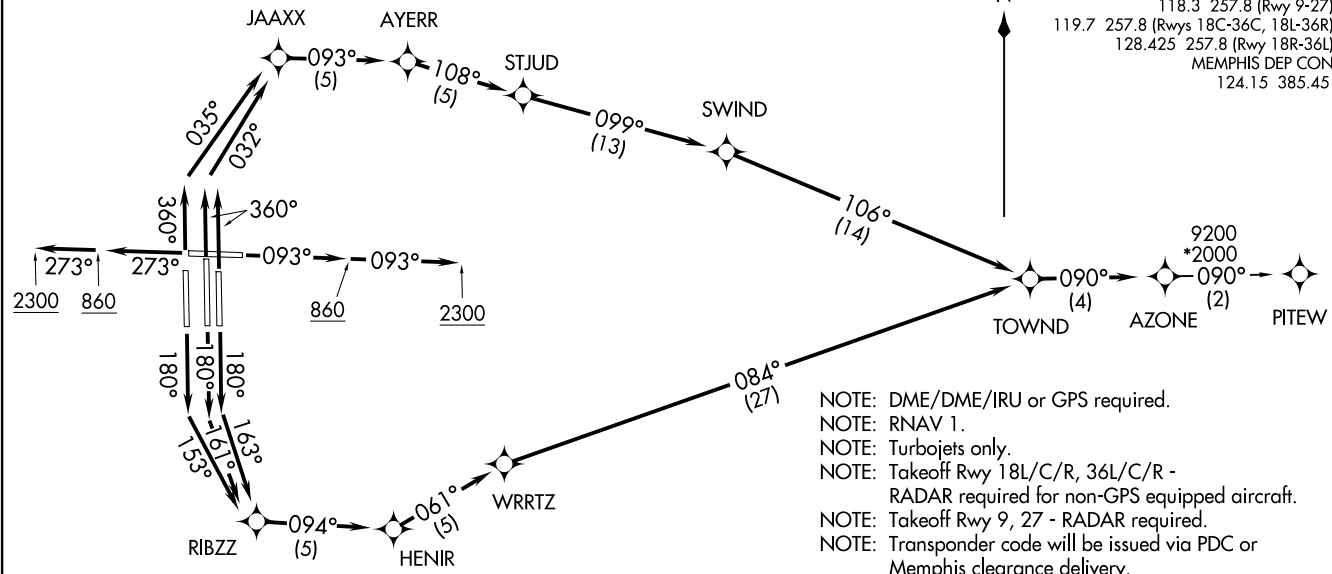 118.3 257.8 (Rwy 9-27)
119.7 257.8 (Rwys 18C-36C, 18L-36R)
128.425 257.8 (Rwy 18R-36L)
MEMPHIS DEP CON
124.15 385.45
JAAXX
AYERR
093°
(5)
108°
(5)
STJUD
099°
(13)
SWIND
106°
(14)
035°
032°
360°
360°
273°
273°
2300
860
093°
093°
860
2300
9200
*2000
090°
(4)
090°
(2)
TOWND
AZONE
PITEW
180°
180°
180°
153°
161°
163°
084°
(27)
RIBZZ
094°
(5)
HENIR
061°
(5)
WRRTZ
NOTE: DME/DME/IRU or GPS required.
NOTE: RNAV 1.
NOTE: Turbojets only.
NOTE: Takeoff Rwy 18L/C/R, 36L/C/R -
RADAR required for non-GPS equipped aircraft.
NOTE: Takeoff Rwy 9, 27 - RADAR required.
NOTE: Transponder code will be issued via PDC or
Memphis clearance delivery.